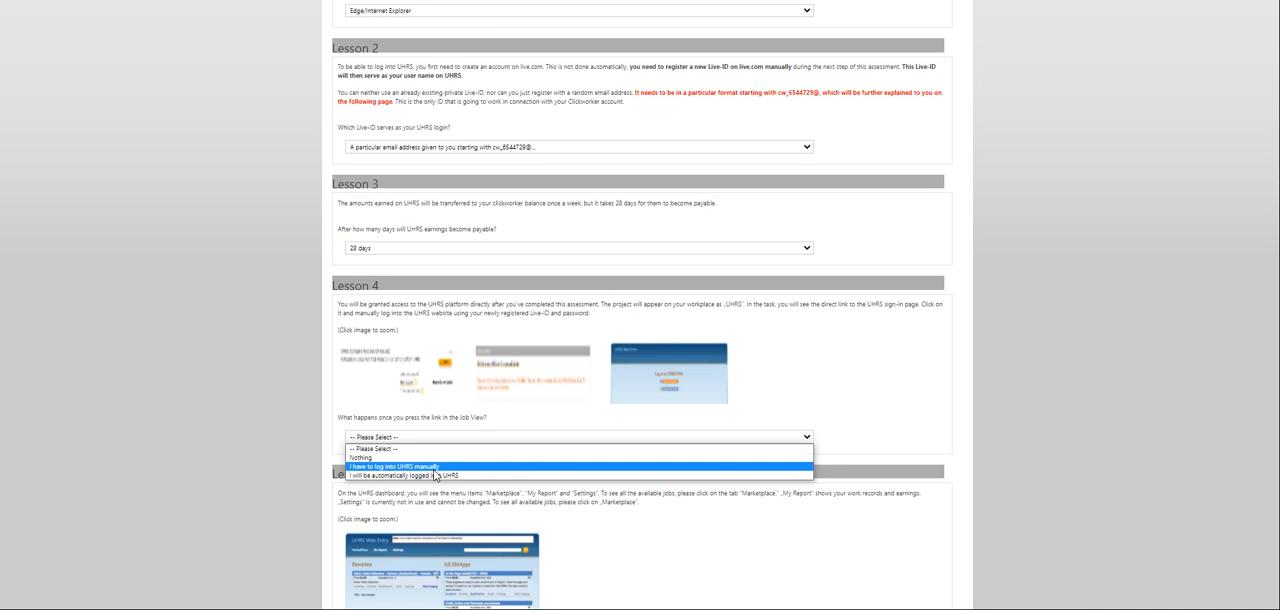 Edge/Internet Explorer
Lesson 2
To be able to log into UHRS, you first need to create an account on live.com. This is not done automatically, you need to register a new Live-ID on live.com manually during the next step of this assessment. This Live-ID
will then serve as your user name on UHRS.
You can neither use an already existing private Live-ID, nor can you just register with a random email address. It needs to be in a particular format starting with cw_6544729@, which will be further explained to you on
the following page. This is the only ID that is going to work in connection with your Clickworker account.
Which Live-ID serves as your UHRS login?
A particular email address given to you starting with cw_6544729@...
Lesson 3
The amounts earned on UHRS will be transferred to your clickworker balance once a week, but it takes 28 days for them to become payable.
After how many days will UHRS earnings become payable?
28 days
Lesson 4
You will be granted access to the UHRS platform directly after you've completed this assessment. The project will appear on your workplace as „UHRS". In the task, you will see the direct link to the UHRS sign-in page. Click on
it and manually log into the UHRS website using your newly registered Live-ID and password.
(Click image to zoom.)
What happens once you press the link in the Job View?
-- Please Select --
-- Please Select --
Nothing
I have to log into UHRS manually
I will be automatically logged into UHRS
On the UHRS dashboard, you will see the menu items "Marketplace", "My Report" and "Settings". To see all the available jobs, please click on the tab "Marketplace." „My Report" shows your work records and earnings.
„Settings" is currently not in use and cannot be changed. To see all available jobs, please click on „Marketplace".
(Click image to zoom.)
UHRS Web Entry
Favorites
All HitApps